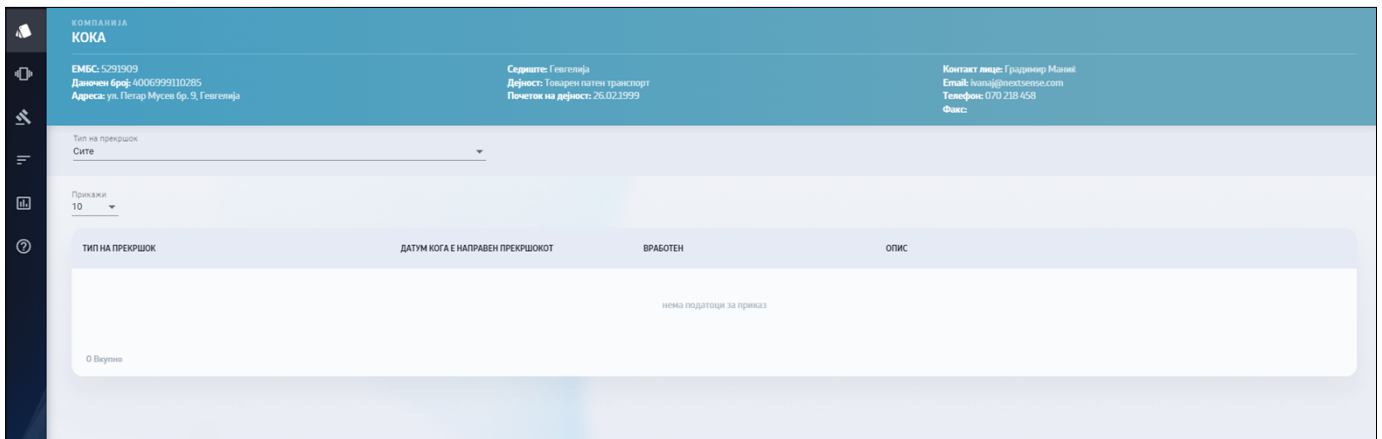 КОМПАНИЈА
КОКА
ЕМБС: 5291909
Даночен број: 4006999110285
Адреса: ул. Петар Мусев бр. 9, Гевгелија
Седиште: Гевгелија
Дејност: Товарен патен транспорт
Почеток на дејност: 26.02.1999
Контакт лице: Градимир Маниќ
Email: ivanaj@nextsense.com
Телефон: 070 218 458
Факс:
Тип на прекршок
Сите
Прикажи
10
ТИП НА ПРЕКРШОК ДАТУМ КОГА Е НАПРАВЕН ПРЕКРШОКОТ ВРАБОТЕН ОПИС
нема податоци за приказ
0 Вкупно